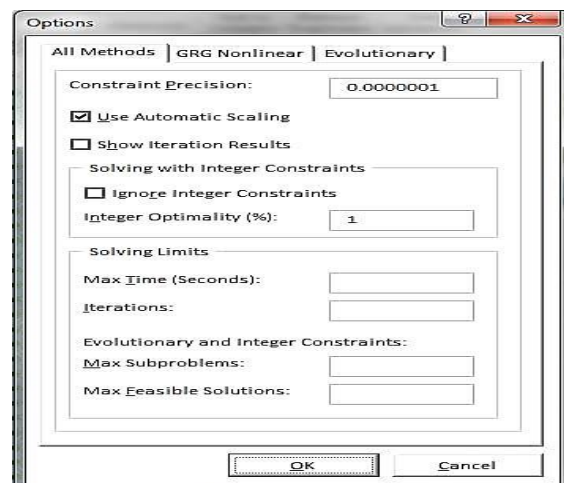 Options
All Methods GRG Nonlinear Evolutionary
Constraint Precision: 0.0000001
Use Automatic Scaling
Show Iteration Results
Solving with Integer Constraints
Ignore Integer Constraints
Integer Optimality (%): 1
Solving Limits
Max Time (Seconds):
Iterations:
Evolutionary and Integer Constraints:
Max Subproblems:
Max Feasible Solutions:
OK Cancel